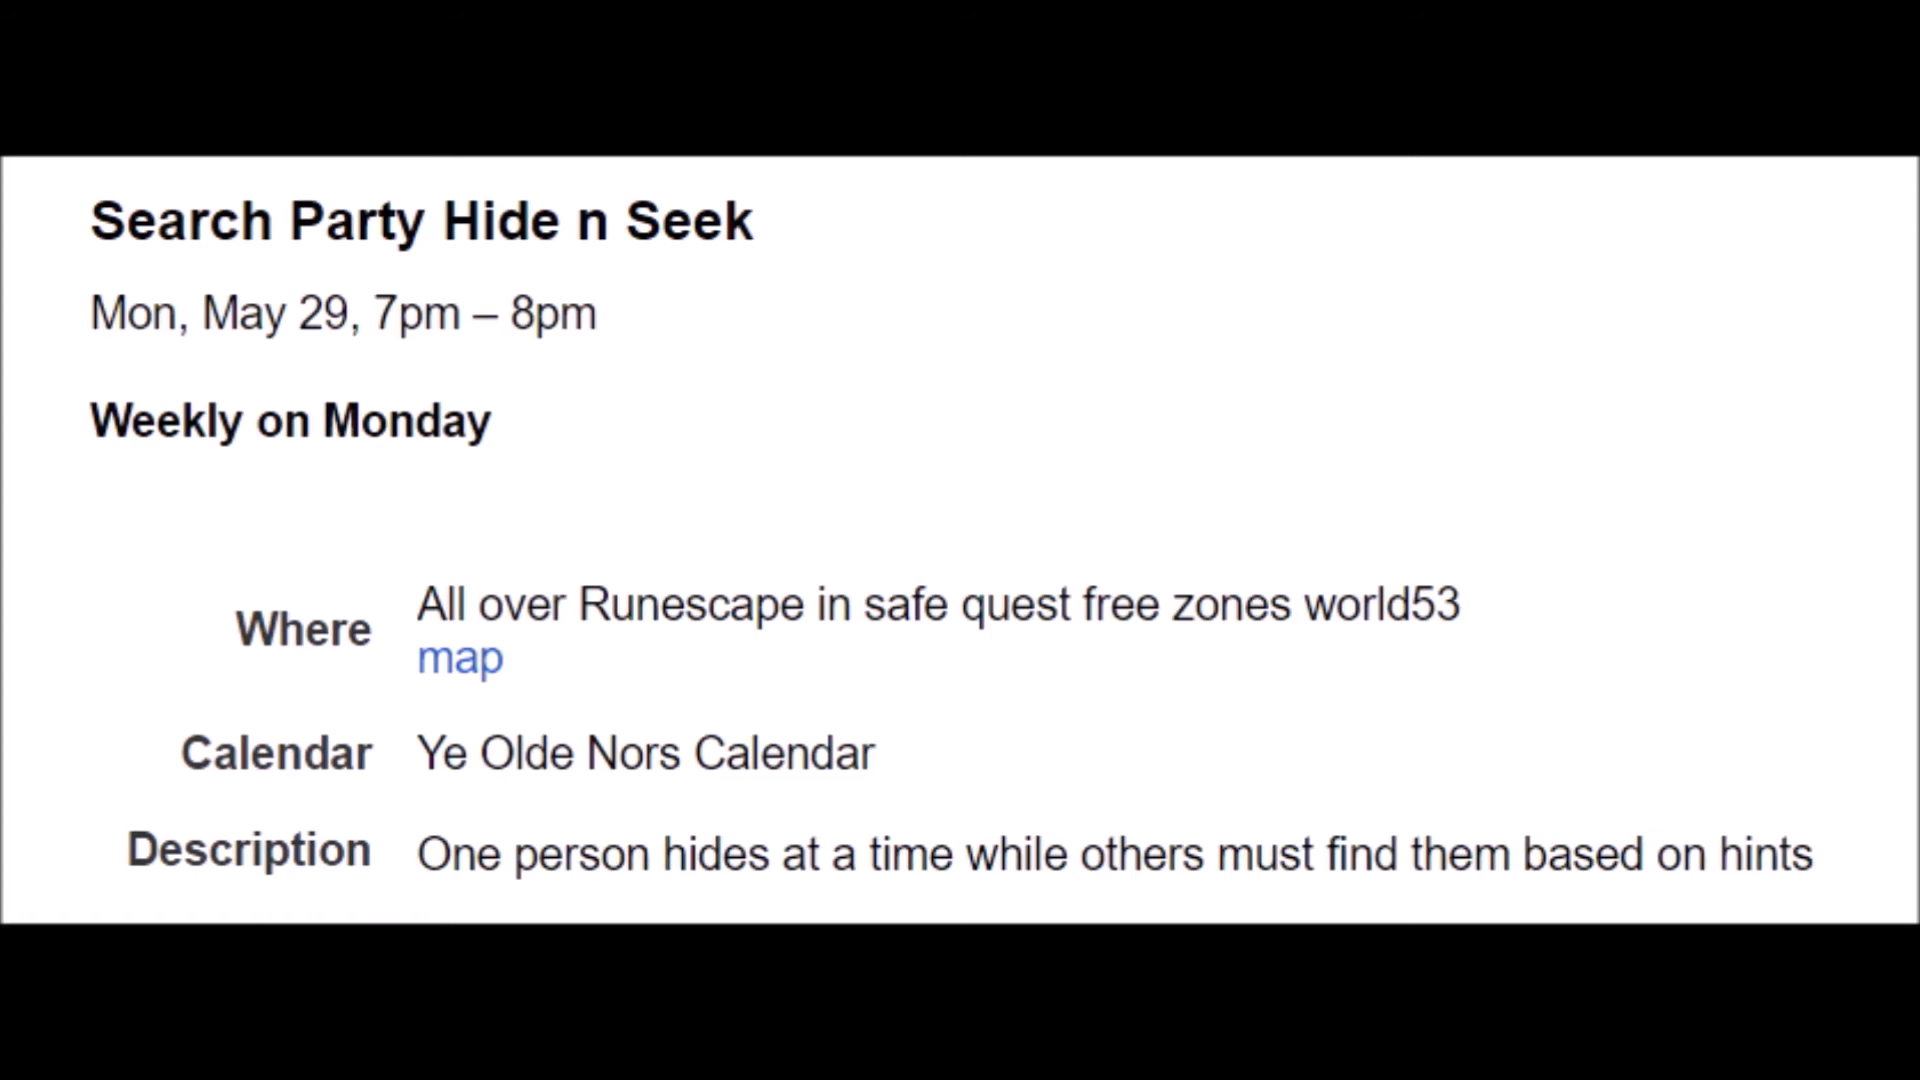 Search Party Hide n Seek
Mon, May 29, 7pm – 8pm
Weekly on Monday
Where All over Runescape in safe quest free zones world53
map
Calendar Ye Olde Nors Calendar
Description One person hides at a time while others must find them based on hints